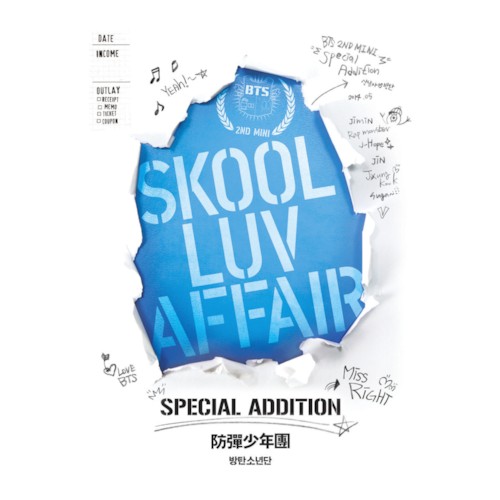 DATE
INCOME
OUTLAY
RECEIPT
MEMO
TICKET
COUPON
YEAH!~☆
BTS 2ND MINI
"Special
Addition
2014.05
Jimin
Rap monster
J-Hope
JIN
Jung
kook
Suga
BTS
2ND MINI
SKOOL
LUV
AFFAIR
LOVE
BTS
MISS
RIGHT
SPECIAL ADDITION
防彈少年團
방탄소년단